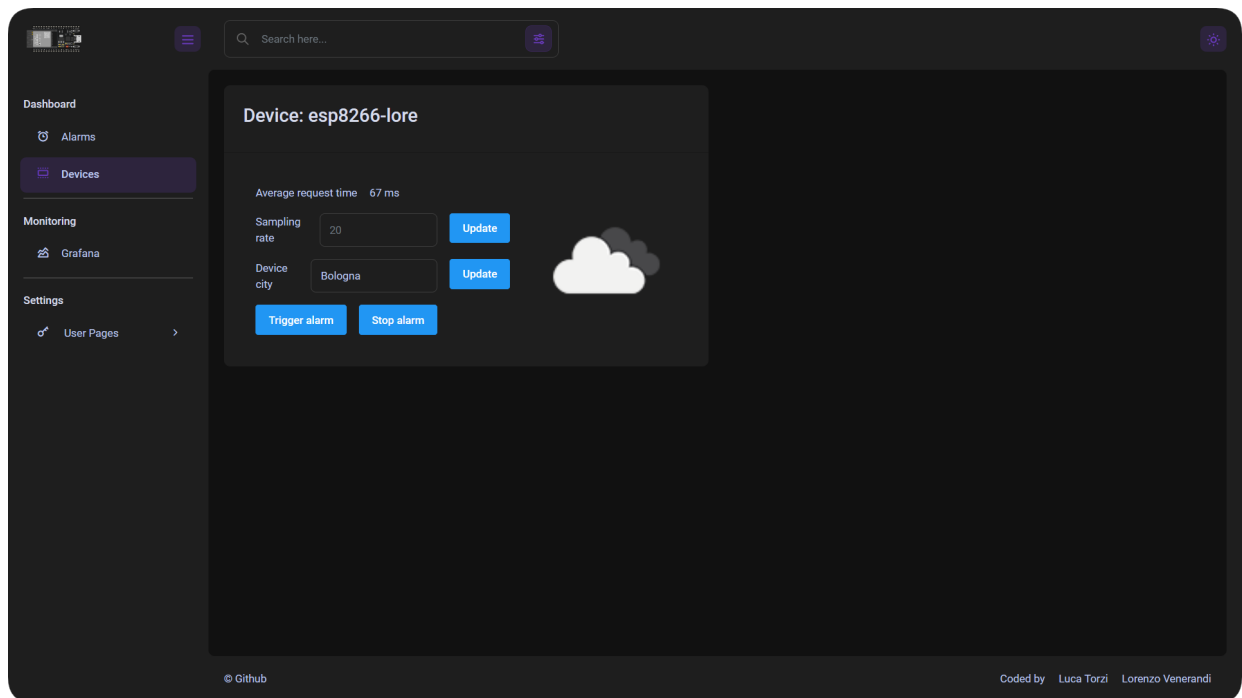 Search here...
Dashboard
Alarms
Devices
Monitoring
Grafana
Settings
User Pages
Device: esp8266-lore
Average request time 67 ms
Sampling
rate
20
Update
Device
city
Bologna
Update
Trigger alarm Stop alarm
© Github
Coded by Luca Torzi Lorenzo Venerandi